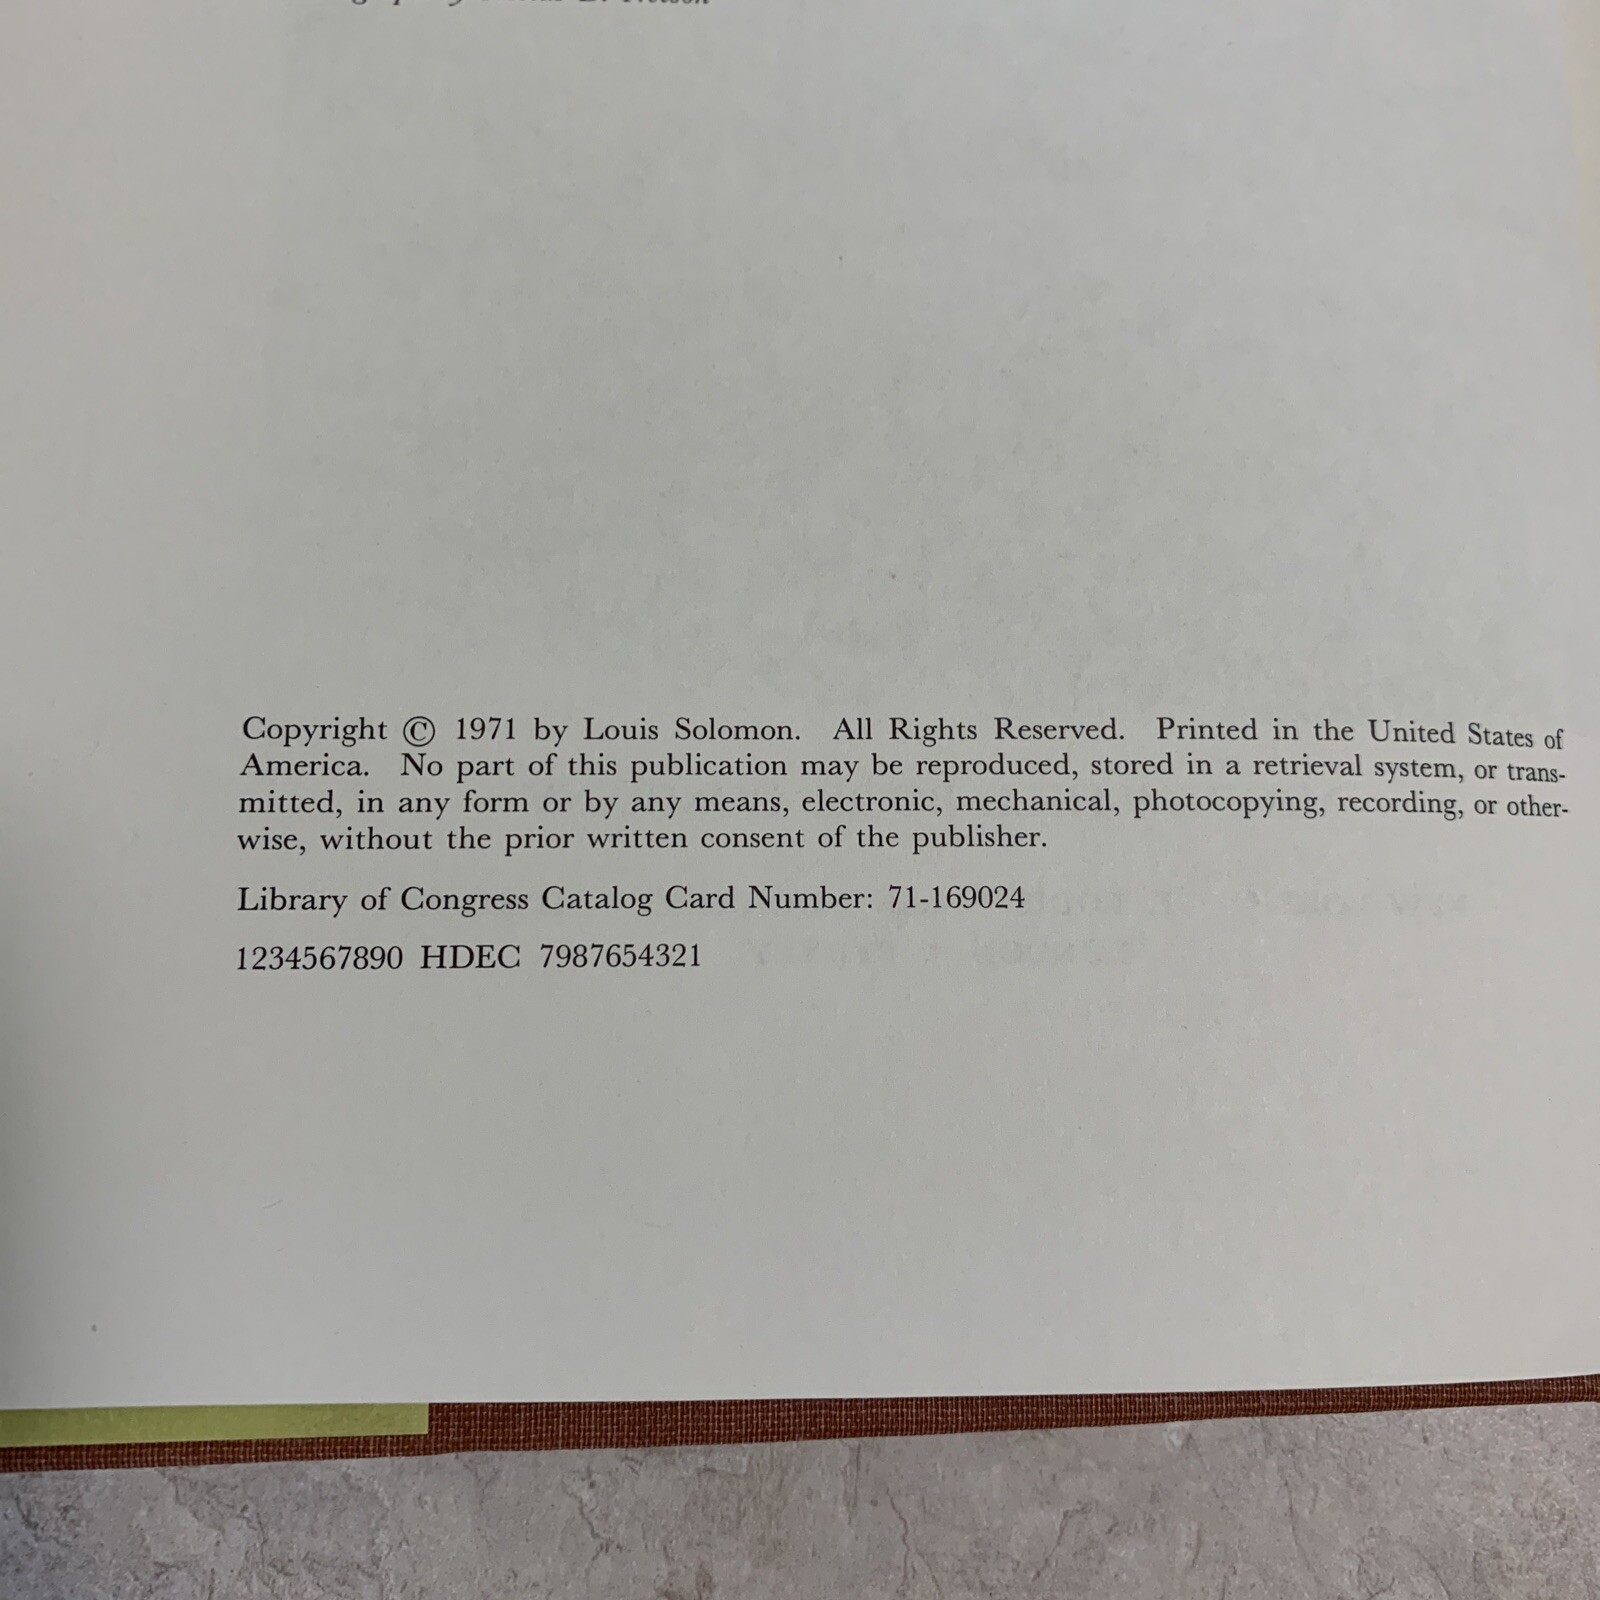 Copyright © 1971 by Louis Solomon. All Rights Reserved. Printed in the United States of
America. No part of this publication may be reproduced, stored in a retrieval system, or trans-
mitted, in any form or by any means, electronic, mechanical, photocopying, recording, or other-
wise, without the prior written consent of the publisher.
Library of Congress Catalog Card Number: 71-169024
1234567890 HDEC 7987654321